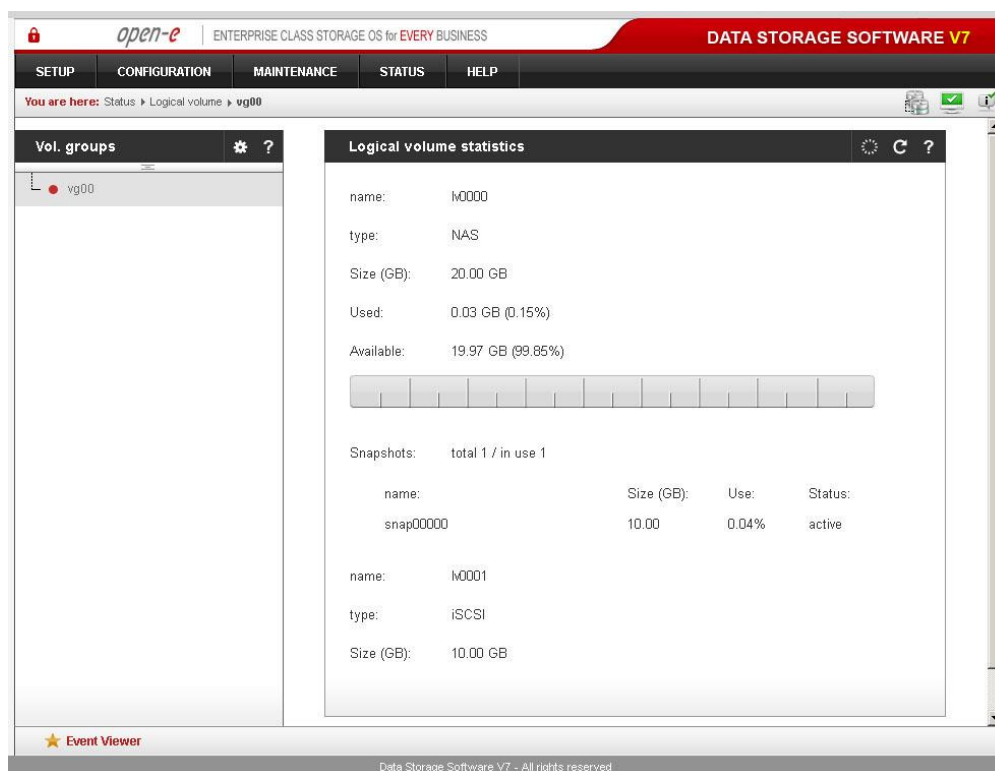 open-e ENTERPRISE CLASS STORAGE OS for EVERY BUSINESS DATA STORAGE SOFTWARE V7
SETUP CONFIGURATION MAINTENANCE STATUS HELP
You are here: Status Logical volume vg00
Vol. groups ?
vg00
Logical volume statistics ?
name: lv0000
type: NAS
Size (GB): 20.00 GB
Used: 0.03 GB (0.15%)
Available: 19.97 GB (99.85%)
Snapshots: total 1 / in use 1
name: Size (GB): Use: Status:
snap00000 10.00 0.04% active
name: lv0001
type: iSCSI
Size (GB): 10.00 GB
Event Viewer
Data Storage Software V7 - All rights reserved